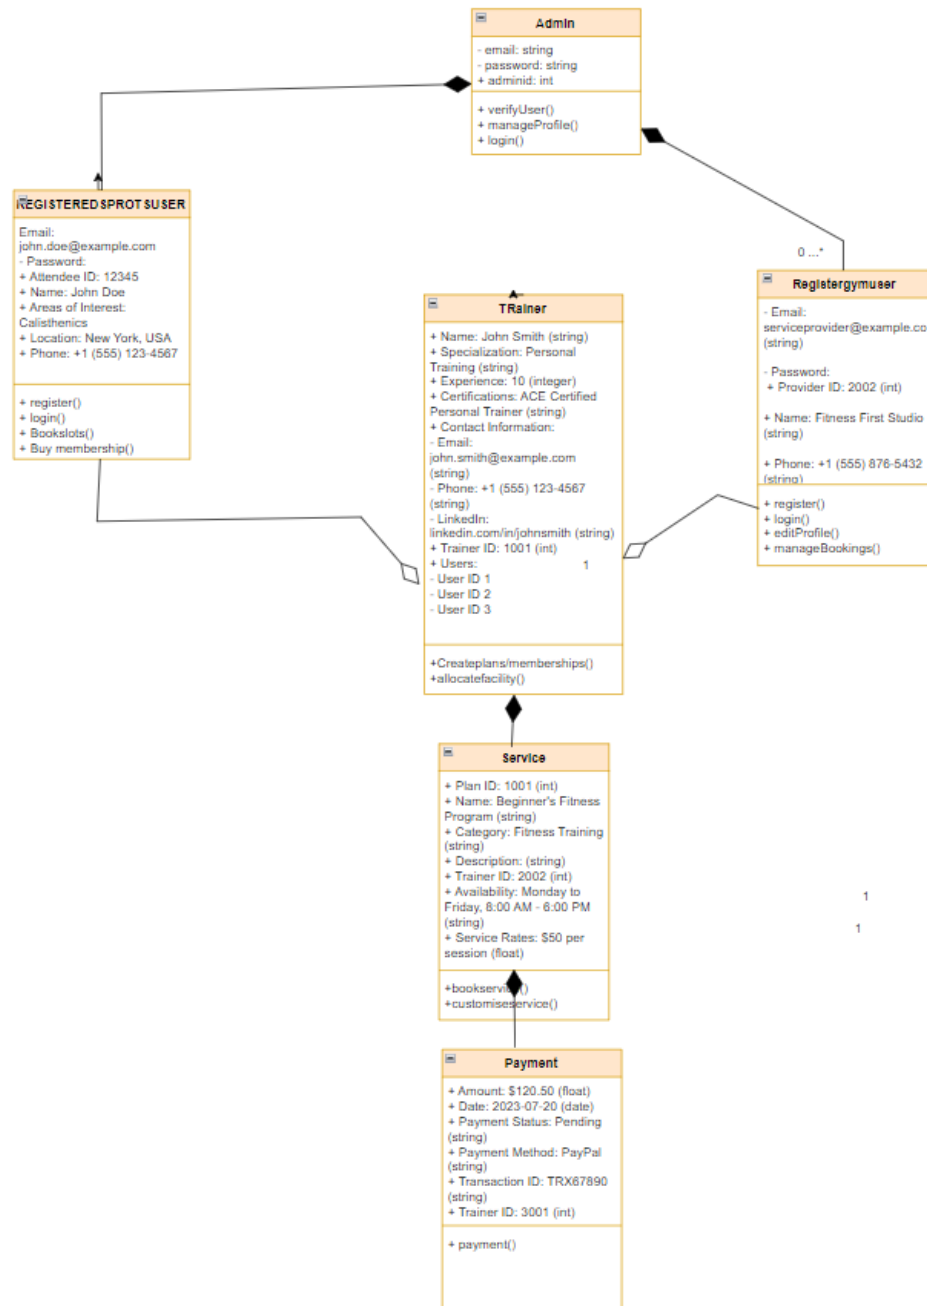 Admin
- email: string
- password: string
+ adminid: int
+ verifyUser()
+ manageProfile()
+ login()
REGISTEREDSPROTSUSER
Email:
john.doe@example.com
- Password:
+ Attendee ID: 12345
+ Name: John Doe
+ Areas of Interest:
Calisthenics
+ Location: New York, USA
+ Phone: +1 (555) 123-4567
+ register()
+ login()
+ Bookslots()
+ Buy membership()
0 ...*
Registergymuser
- Email:
serviceprovider@example.co
(string)
- Password:
+ Provider ID: 2002 (int)
+ Name: Fitness First Studio
(string)
+ Phone: +1 (555) 876-5432
(string)
+ register()
+ login()
+ editProfile()
+ manageBookings()
TRainer
+ Name: John Smith (string)
+ Specialization: Personal
Training (string)
+ Experience: 10 (integer)
+ Certifications: ACE Certified
Personal Trainer (string)
+ Contact Information:
- Email:
john.smith@example.com
(string)
- Phone: +1 (555) 123-4567
(string)
- LinkedIn:
linkedin.com/in/johnsmith (string)
+ Trainer ID: 1001 (int)
+ Users:
1
- User ID 1
- User ID 2
- User ID 3
+Createplans/memberships()
+allocatefacility()
Service
+ Plan ID: 1001 (int)
+ Name: Beginner's Fitness
Program (string)
+ Category: Fitness Training
(string)
+ Description: (string)
+ Trainer ID: 2002 (int)
+ Availability: Monday to
Friday, 8:00 AM - 6:00 PM
(string)
+ Service Rates: $50 per
session (float)
+bookservice()
+customiseservice()
1
1
Payment
+ Amount: $120.50 (float)
+ Date: 2023-07-20 (date)
+ Payment Status: Pending
(string)
+ Payment Method: PayPal
(string)
+ Transaction ID: TRX67890
(string)
+ Trainer ID: 3001 (int)
+ payment()